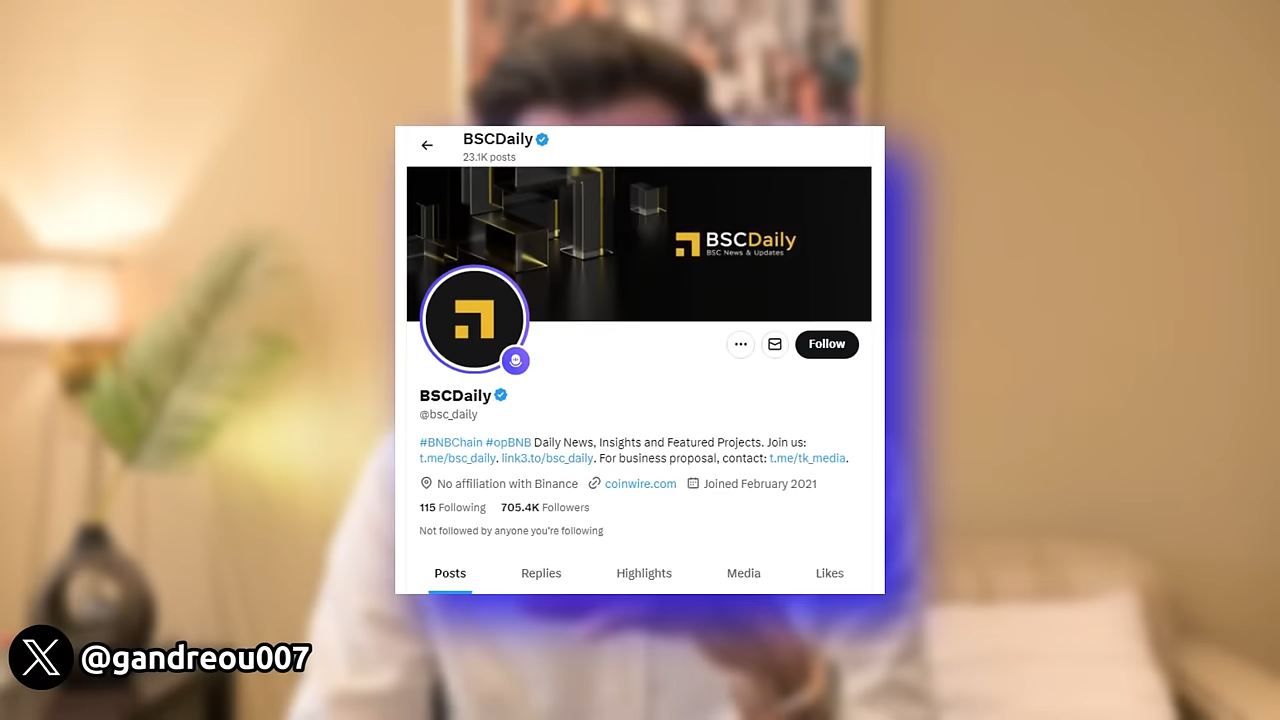 BSCDaily
23.1K posts
BSCDaily
BSC News & Updates
Follow
BSCDaily
@bsc_daily
#BNBChain #opBNB Daily News, Insights and Featured Projects. Join us:
t.me/bsc_daily. link3.to/bsc_daily. For business proposal, contact: t.me/tk_media.
No affiliation with Binance coinwire.com Joined February 2021
115 Following 705.4K Followers
Not followed by anyone you're following
Posts Replies Highlights Media Likes
@gandreou007